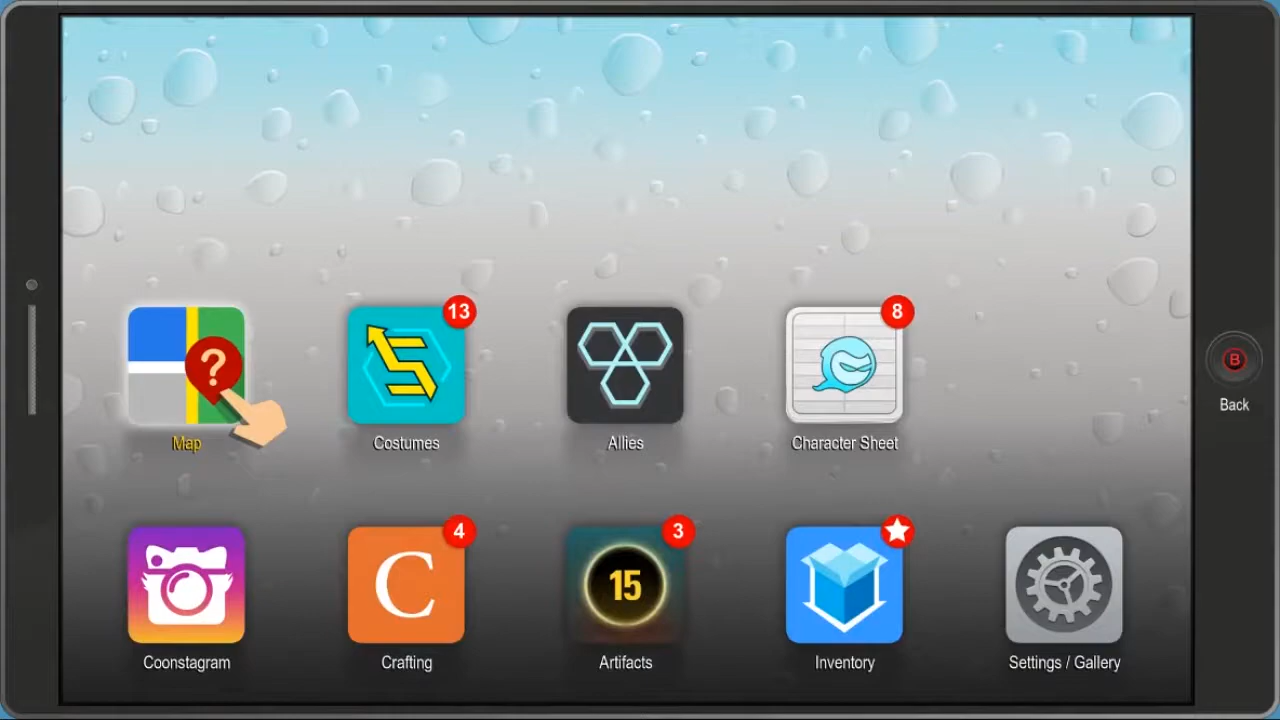 13
8
?
B
Back
Map
Costumes
Allies
Character Sheet
4
3
C
15
Coonstagram
Crafting
Artifacts
Inventory
Settings / Gallery